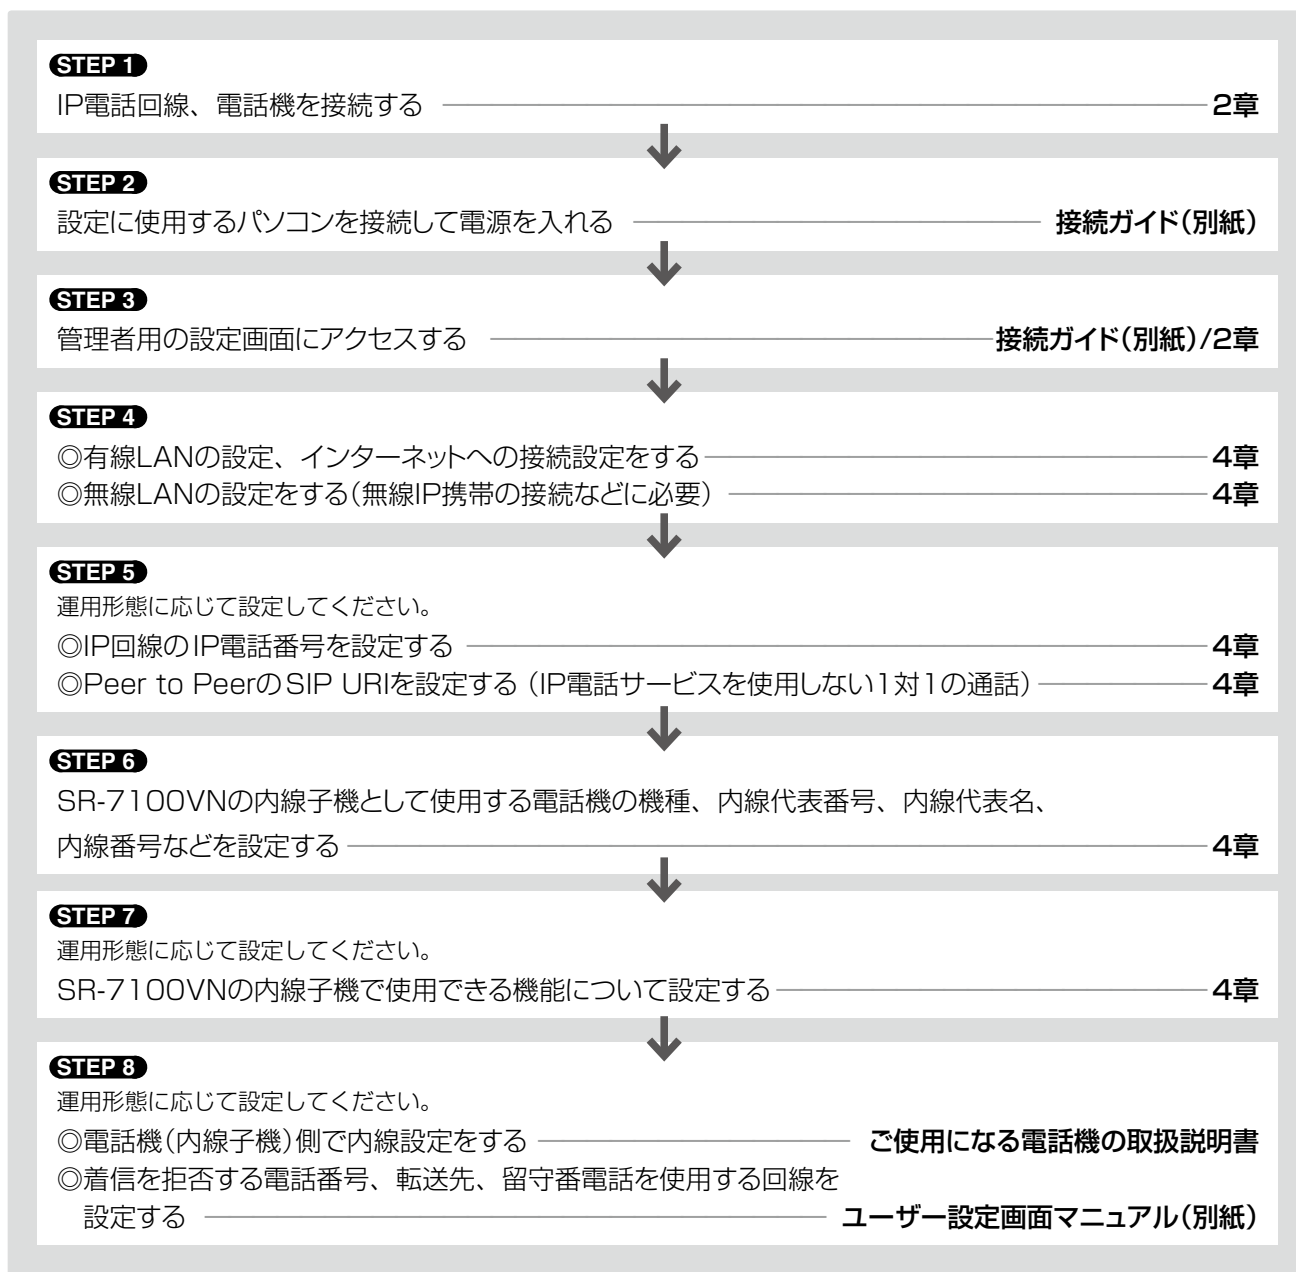 STEP 1
IP電話回線、電話機を接続する 2章
STEP 2
設定に使用するパソコンを接続して電源を入れる 接続ガイド(別紙)
STEP 3
管理者用の設定画面にアクセスする 接続ガイド(別紙)/2章
STEP 4
◎有線LANの設定、インターネットへの接続設定をする 4章
◎無線LANの設定をする(無線IP携帯の接続などに必要) 4章
STEP 5
運用形態に応じて設定してください。
◎IP回線のIP電話番号を設定する 4章
◎Peer to PeerのSIP URIを設定する(IP電話サービスを使用しない1対1の通話) 4章
STEP 6
SR-7100VNの内線子機として使用する電話機の機種、内線代表番号、内線代表名、
内線番号などを設定する 4章
STEP 7
運用形態に応じて設定してください。
SR-7100VNの内線子機で使用できる機能について設定する 4章
STEP 8
運用形態に応じて設定してください。
◎電話機(内線子機)側で内線設定をする ご使用になる電話機の取扱説明書
◎着信を拒否する電話番号、転送先、留守番電話を使用する回線を
設定する ユーザー設定画面マニュアル(別紙)